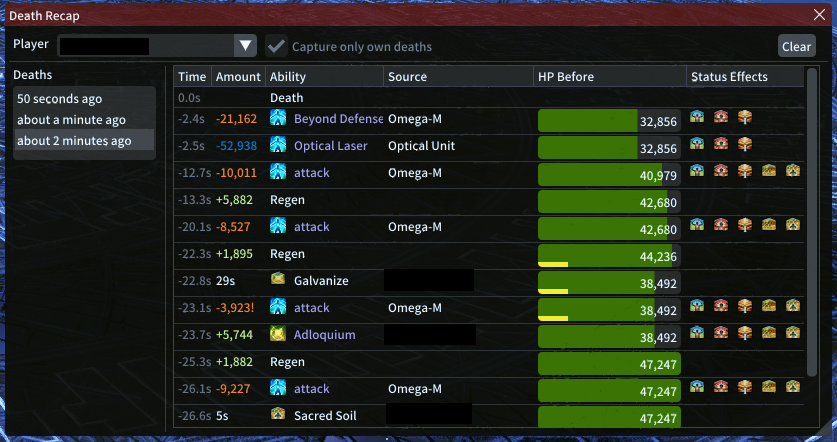 Death Recap
Player
Capture only own deaths
Clear
Deaths
50 seconds ago
about a minute ago
about 2 minutes ago
Time Amount Ability Source HP Before Status Effects
0.0s Death
-2.4s -21,162 Beyond Defense Omega-M 32,856
-2.5s -52,938 Optical Laser Optical Unit 32,856
-12.7s -10,011 attack Omega-M 40,979
-13.3s +5,882 Regen 42,680
-20.1s -8,527 attack Omega-M 42,680
-22.3s +1,895 Regen 44,236
-22.8s 29s Galvanize 38,492
-23.1s -3,923! attack Omega-M 38,492
-23.7s +5,744 Adloquium 38,492
-25.3s +1,882 Regen 47,247
-26.1s -9,227 attack Omega-M 47,247
-26.6s 5s Sacred Soil 47,247